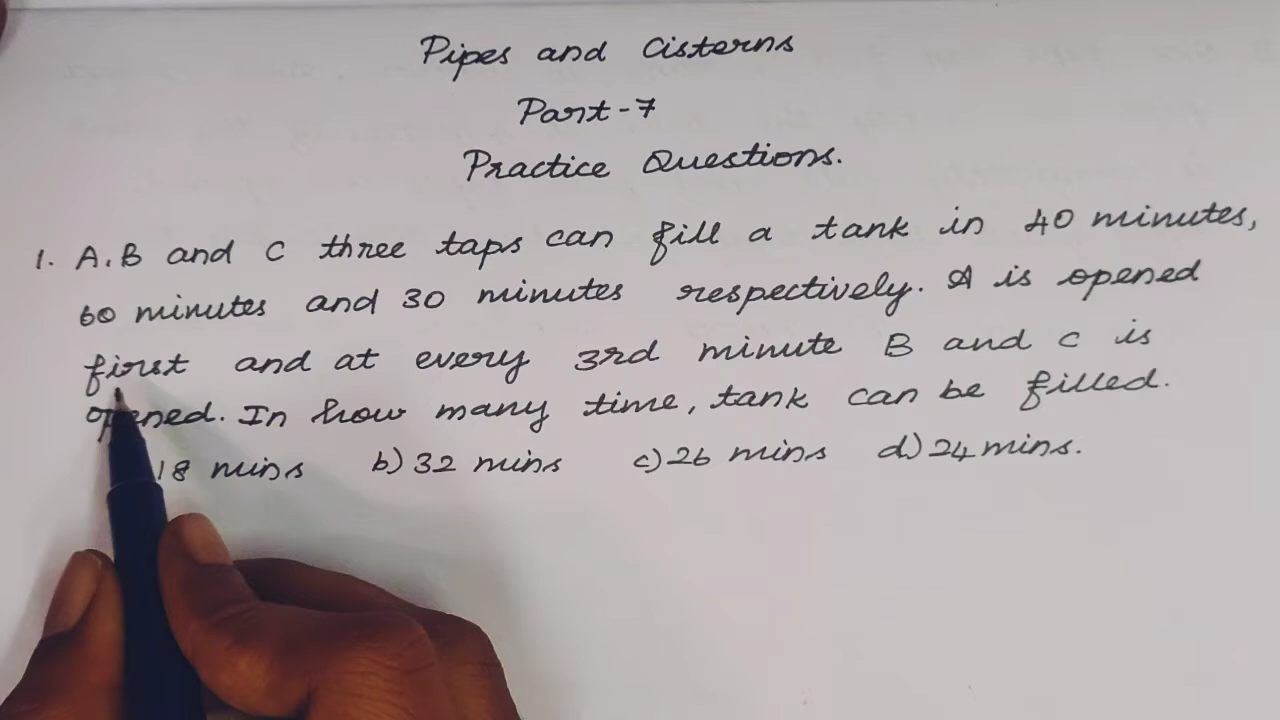 Pipes and Cisterns
Part-7
Practice Questions.
1. A,B and C three taps can fill a tank in 40 minutes,
60 minutes and 30 minutes respectively. A is opened
first and at every 3rd minute B and C is
opened. In how many time, tank can be filled.
18 mins b) 32 mins c) 26 mins d) 24 mins.